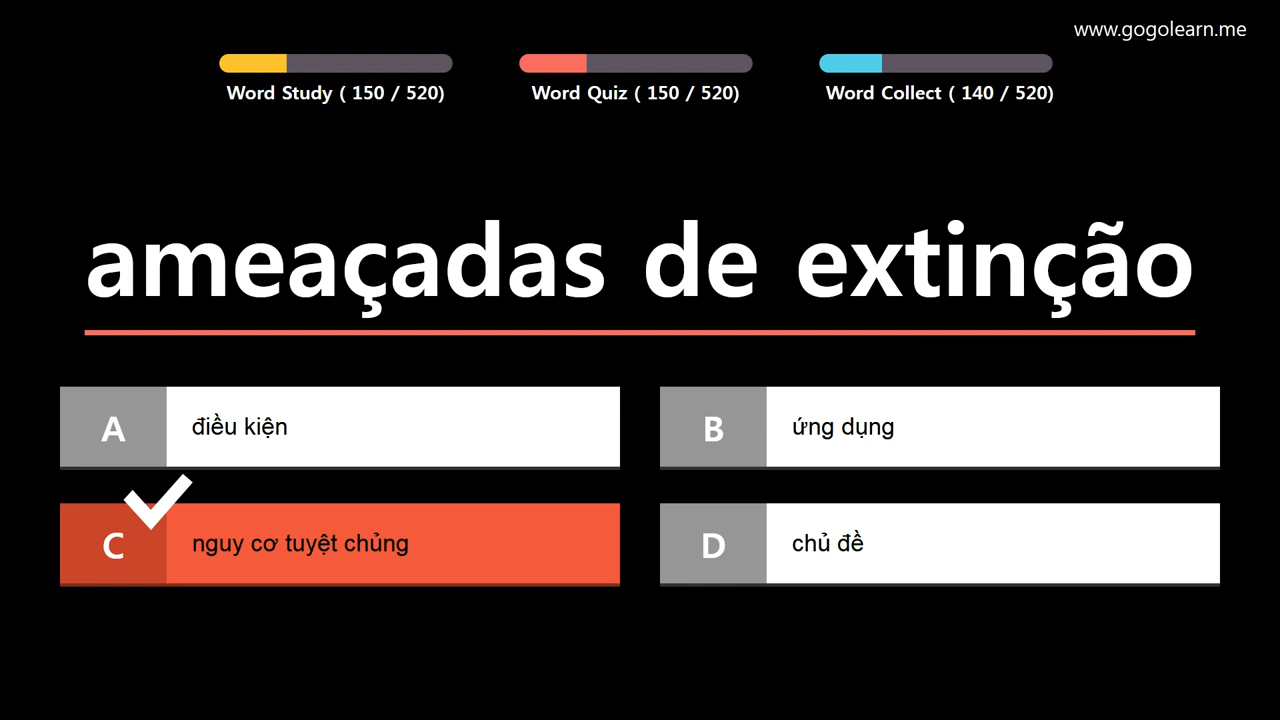 www.gogolearn.me
Word Study ( 150 / 520)
Word Quiz ( 150 / 520)
Word Collect ( 140 / 520)
ameaçadas de extinção
A
điều kiện
B
ứng dụng
C
nguy cơ tuyệt chủng
D
chủ đề